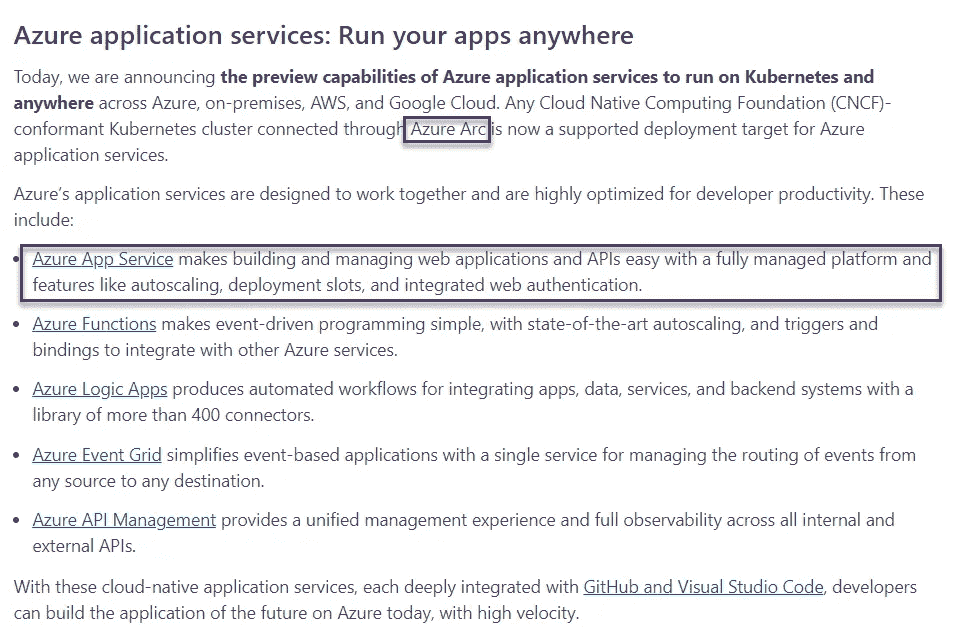 Azure application services: Run your apps anywhere
Today, we are announcing the preview capabilities of Azure application services to run on Kubernetes and
anywhere across Azure, on-premises, AWS, and Google Cloud. Any Cloud Native Computing Foundation (CNCF)-
conformant Kubernetes cluster connected through Azure Arc is now a supported deployment target for Azure
application services.
Azure's application services are designed to work together and are highly optimized for developer productivity. These
include:
• Azure App Service makes building and managing web applications and APIs easy with a fully managed platform and
features like autoscaling, deployment slots, and integrated web authentication.
• Azure Functions makes event-driven programming simple, with state-of-the-art autoscaling, and triggers and
bindings to integrate with other Azure services.
• Azure Logic Apps produces automated workflows for integrating apps, data, services, and backend systems with a
library of more than 400 connectors.
• Azure Event Grid simplifies event-based applications with a single service for managing the routing of events from
any source to any destination.
• Azure API Management provides a unified management experience and full observability across all internal and
external APIs.
With these cloud-native application services, each deeply integrated with GitHub and Visual Studio Code, developers
can build the application of the future on Azure today, with high velocity.